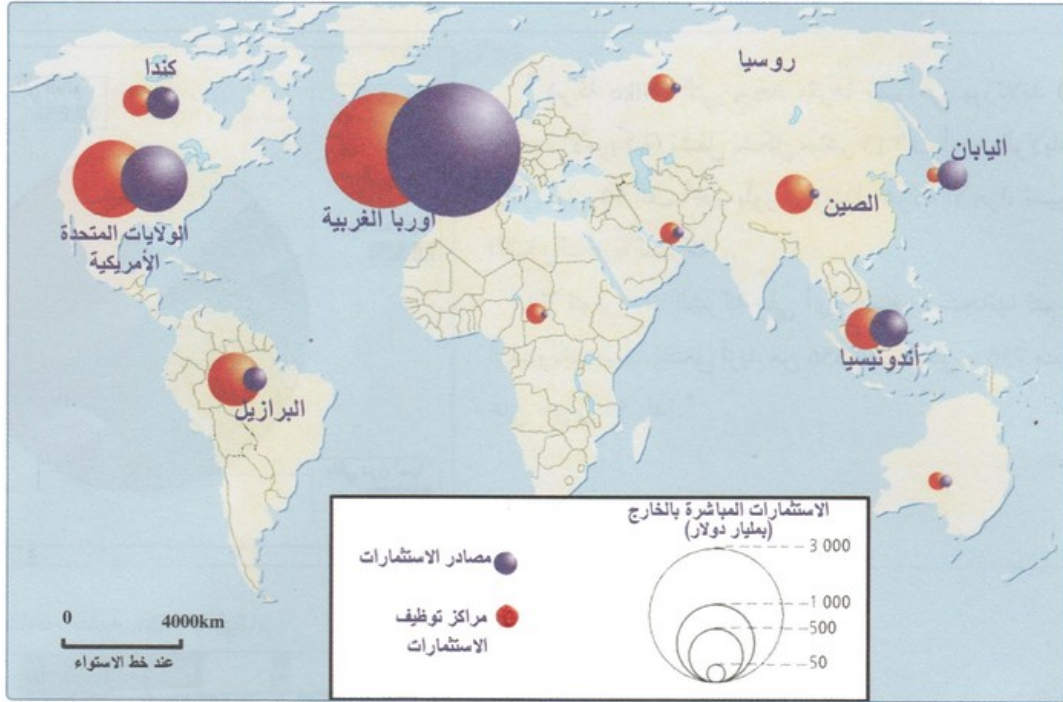 كندا
روسيا
اليابان
الصين
اوربا الغربية
الولايات المتحدة
الأمريكية
أندونيسيا
البرازيل
الاستثمارات المباشرة بالخارج
(بمليار دولار)
3 000
1 000
500
50
مصادر الاستثمارات
مراكز توظيف
الاستثمارات
0 4000km
عند خط الاستواء